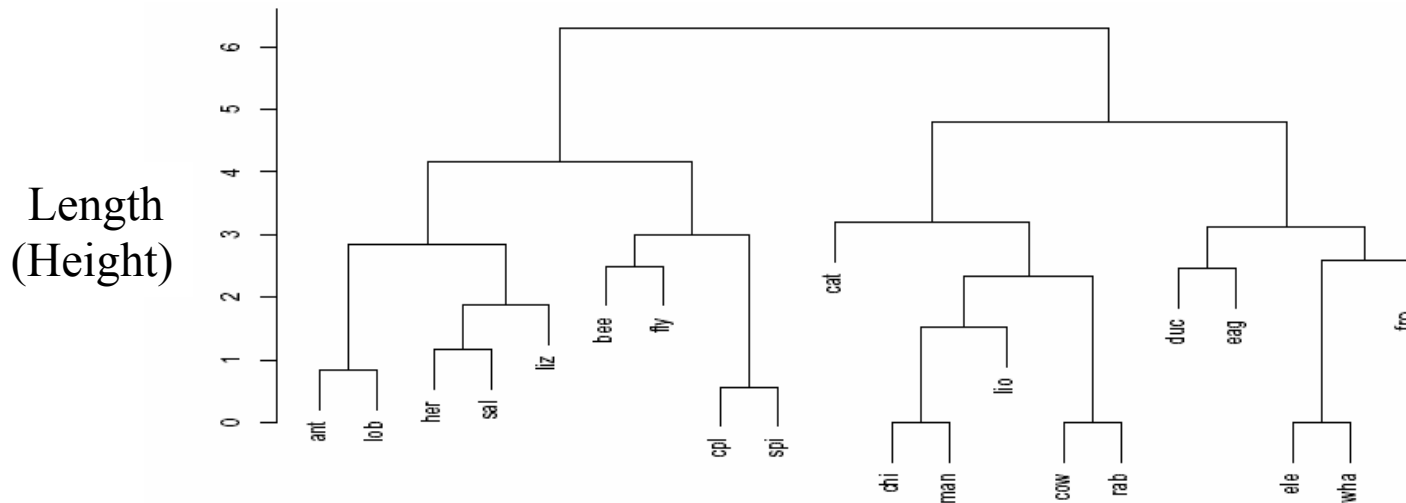 Length
(Height)
6
5
4
3
2
1
0
ant
lob
her
sal
liz
bee
fly
cpl
spi
cat
chi
man
lio
cow
rab
duc
eag
ele
wha
fro